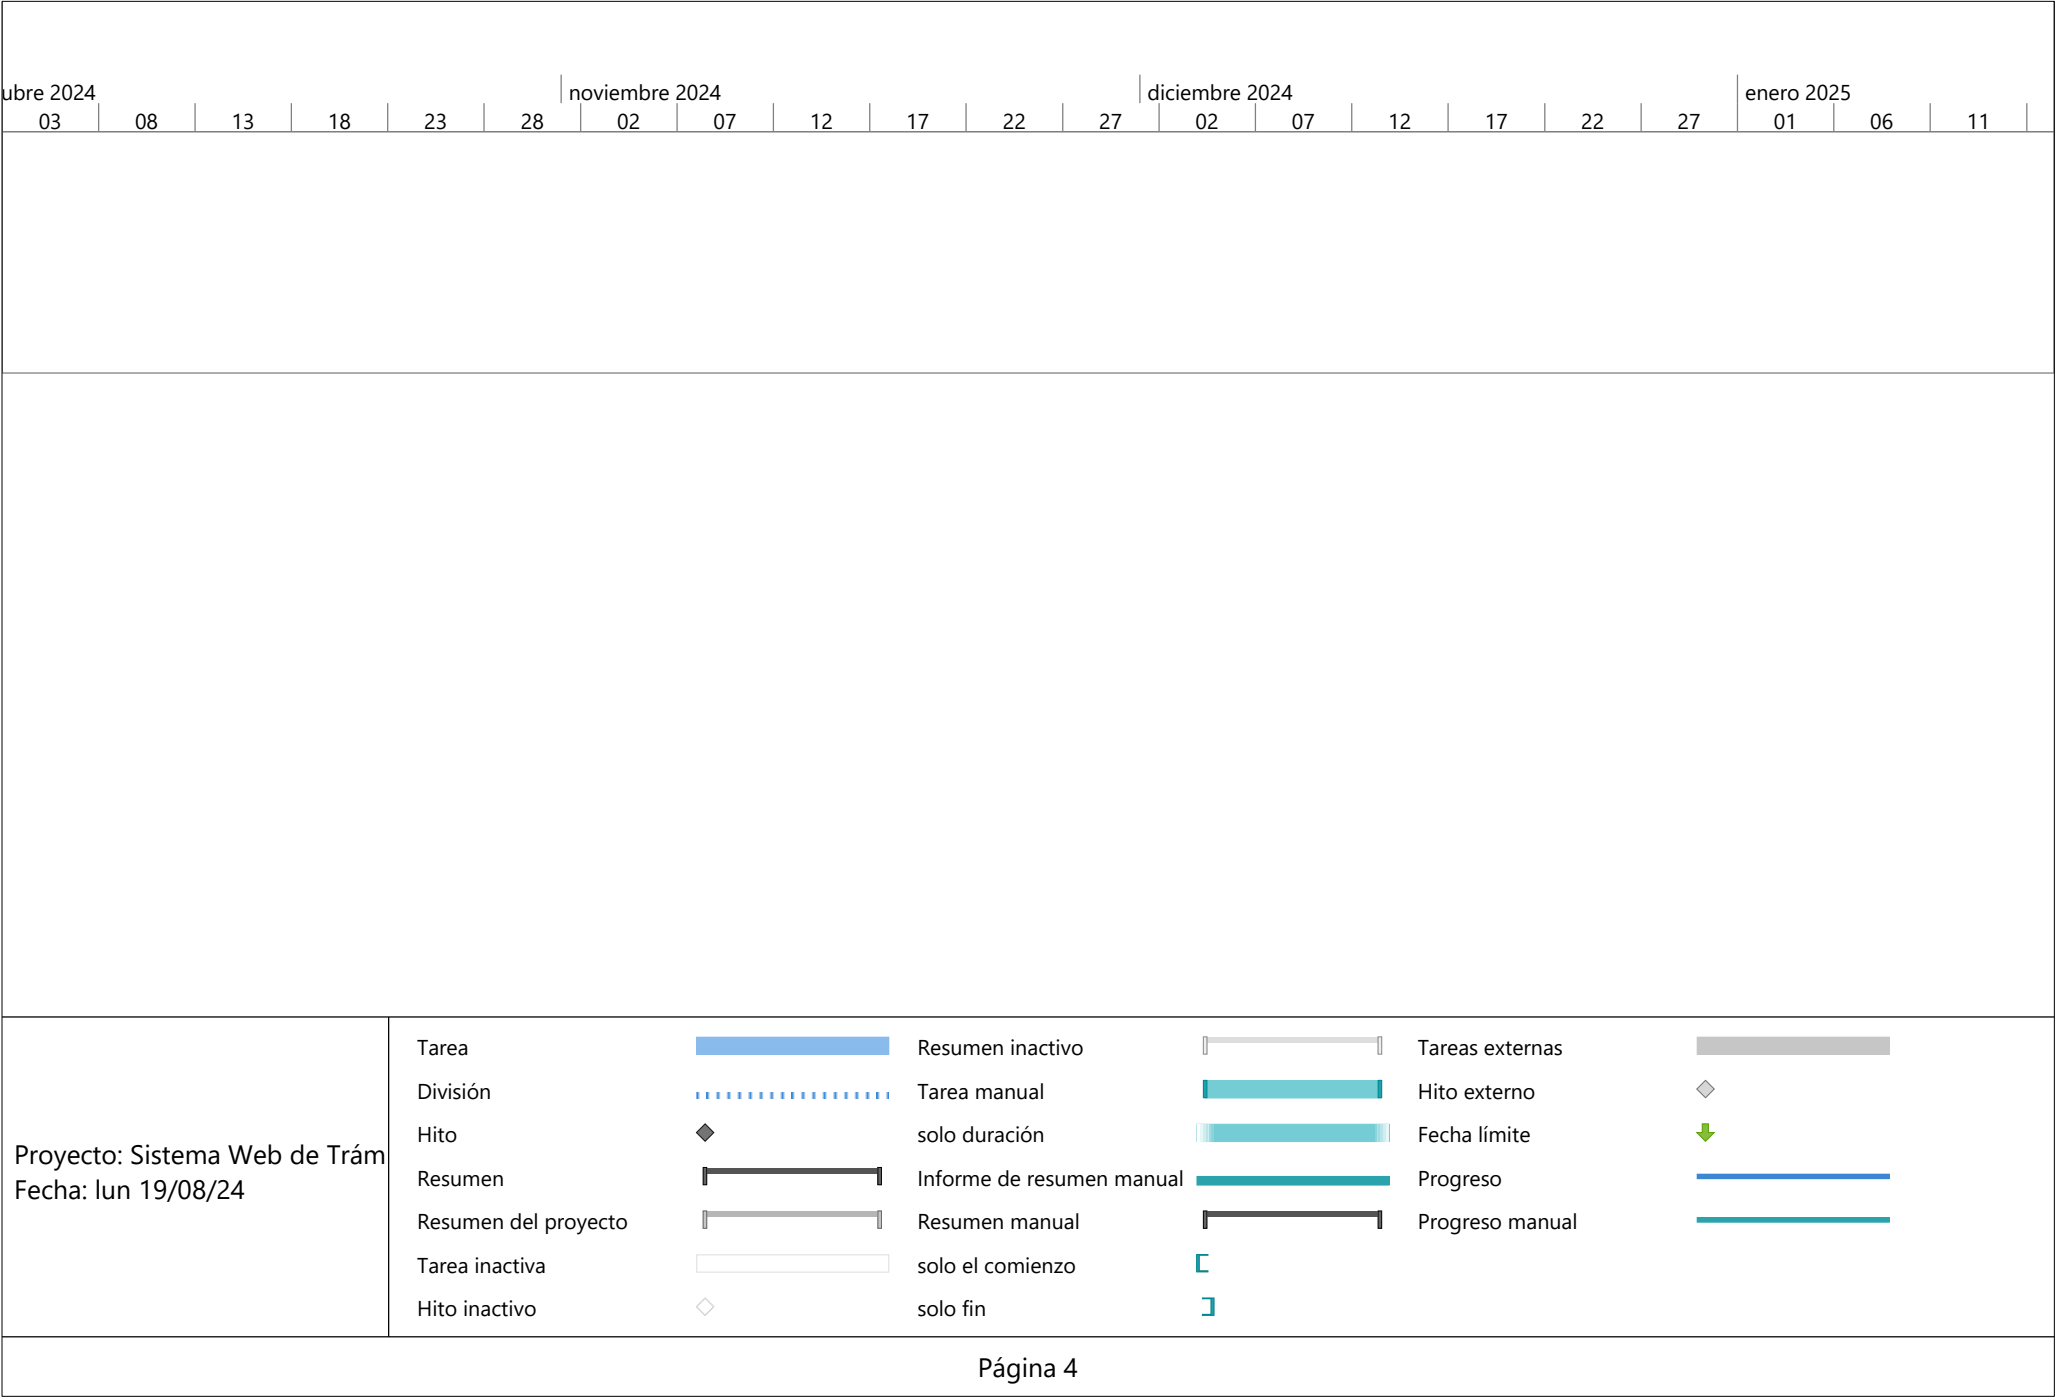 ubre 2024 noviembre 2024 diciembre 2024 enero 2025
03 08 13 18 23 28 02 07 12 17 22 27 02 07 12 17 22 27 01 06 11
Proyecto: Sistema Web de Trám
Fecha: lun 19/08/24
Tarea
División
Hito
Resumen
Resumen del proyecto
Tarea inactiva
Hito inactivo
Resumen inactivo
Tarea manual
solo duración
Informe de resumen manual
Resumen manual
solo el comienzo
solo fin
Tareas externas
Hito externo
Fecha límite
Progreso
Progreso manual
Página 4